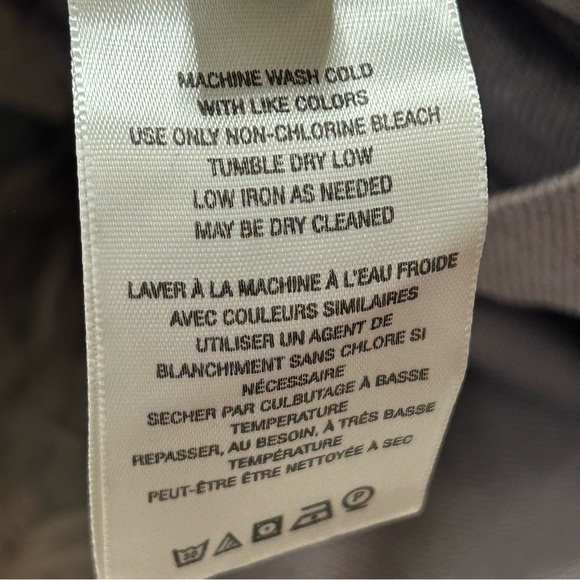 MACHINE WASH COLD
WITH LIKE COLORS
USE ONLY NON-CHLORINE BLEACH
TUMBLE DRY LOW
LOW IRON AS NEEDED
MAY BE DRY CLEANED
LAVER À LA MACHINE À L'EAU FROIDE
AVEC COULEURS SIMILAIRES
UTILISER UN AGENT DE
BLANCHIMENT SANS CHLORE SI
NÉCESSAIRE
SECHER PAR CULBUTAGE À BASSE
TEMPERATURE
REPASSER, AU BESOIN, À TRÉS BASSE
TEMPÉRATURE
PEUT-ÊTRE ÊTRE NETTOYÉE À SEC
30 P